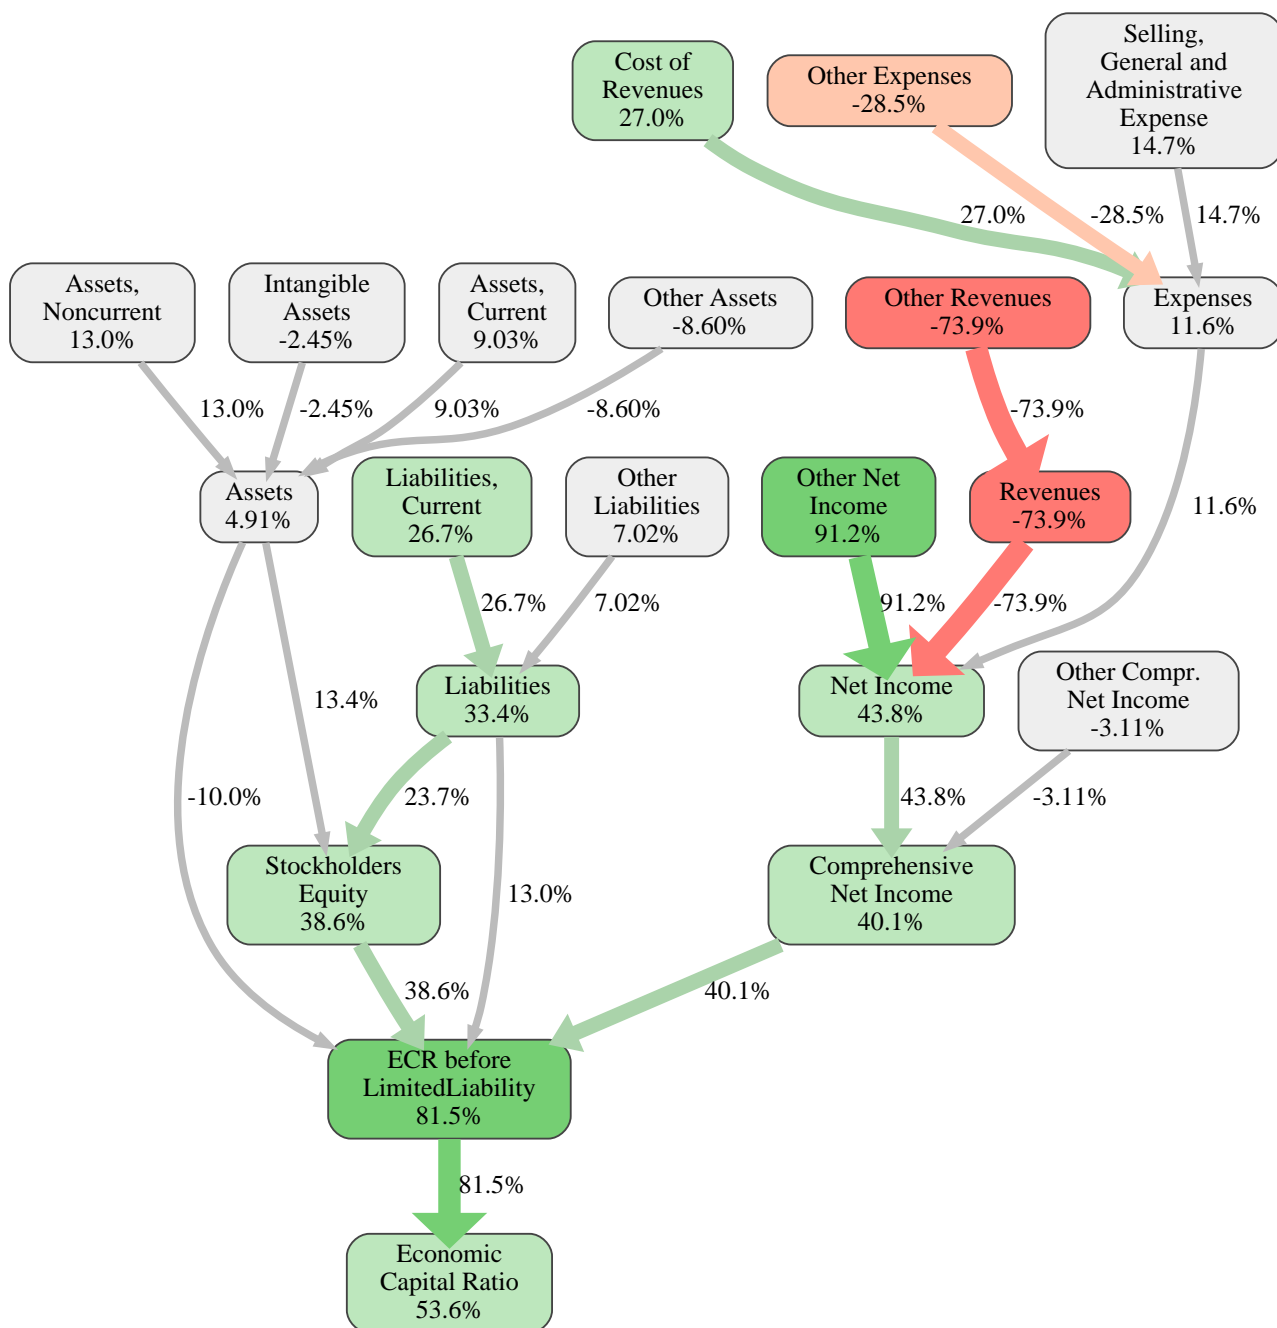 Selling,
General and
Administrative
Expense
14.7%
Cost of
Revenues
27.0%
Other Expenses
-28.5%
27.0%
-28.5%
14.7%
Assets,
Noncurrent
13.0%
Intangible
Assets
-2.45%
Assets,
Current
9.03%
Other Assets
-8.60%
Other Revenues
-73.9%
Expenses
11.6%
13.0%
-2.45%
9.03%
-8.60%
-73.9%
Assets
4.91%
Liabilities,
Current
26.7%
Other
Liabilities
7.02%
Other Net
Income
91.2%
Revenues
-73.9%
11.6%
26.7%
7.02%
91.2%
-73.9%
Liabilities
33.4%
Net Income
43.8%
Other Compr.
Net Income
-3.11%
13.4%
-10.0%
23.7%
43.8%
-3.11%
Stockholders
Equity
38.6%
13.0%
Comprehensive
Net Income
40.1%
38.6%
40.1%
ECR before
LimitedLiability
81.5%
81.5%
Economic
Capital Ratio
53.6%